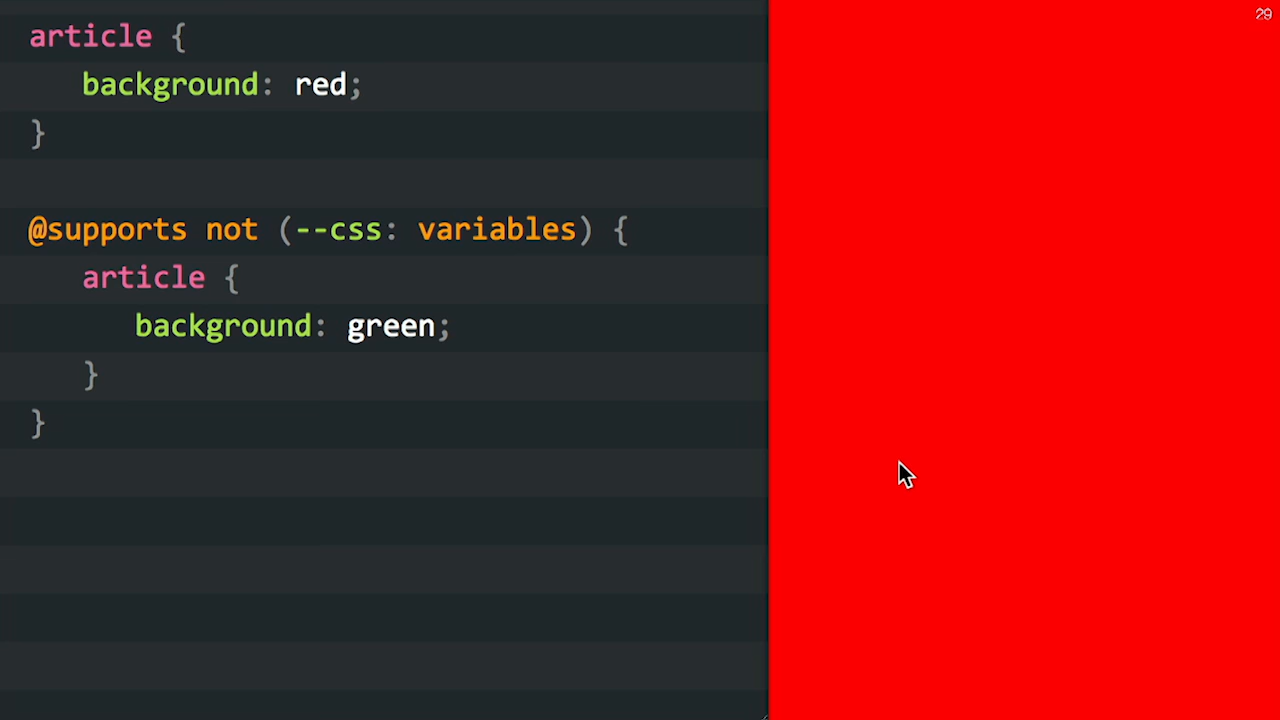 article {
background: red;
}
@supports not (--css: variables) {
article {
background: green;
}
}
29